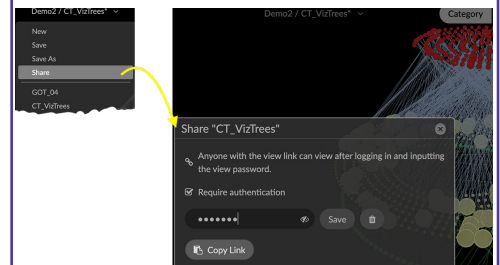 Demo2 / CT_VizTrees*
New
Save
Save As
Share
GOT_04
CT_VizTrees
Demo2 / CT_VizTrees*
Category
Share "CT_VizTrees"
Anyone with the view link can view after logging in and inputting
the view password.
Require authentication
Save
Copy Link